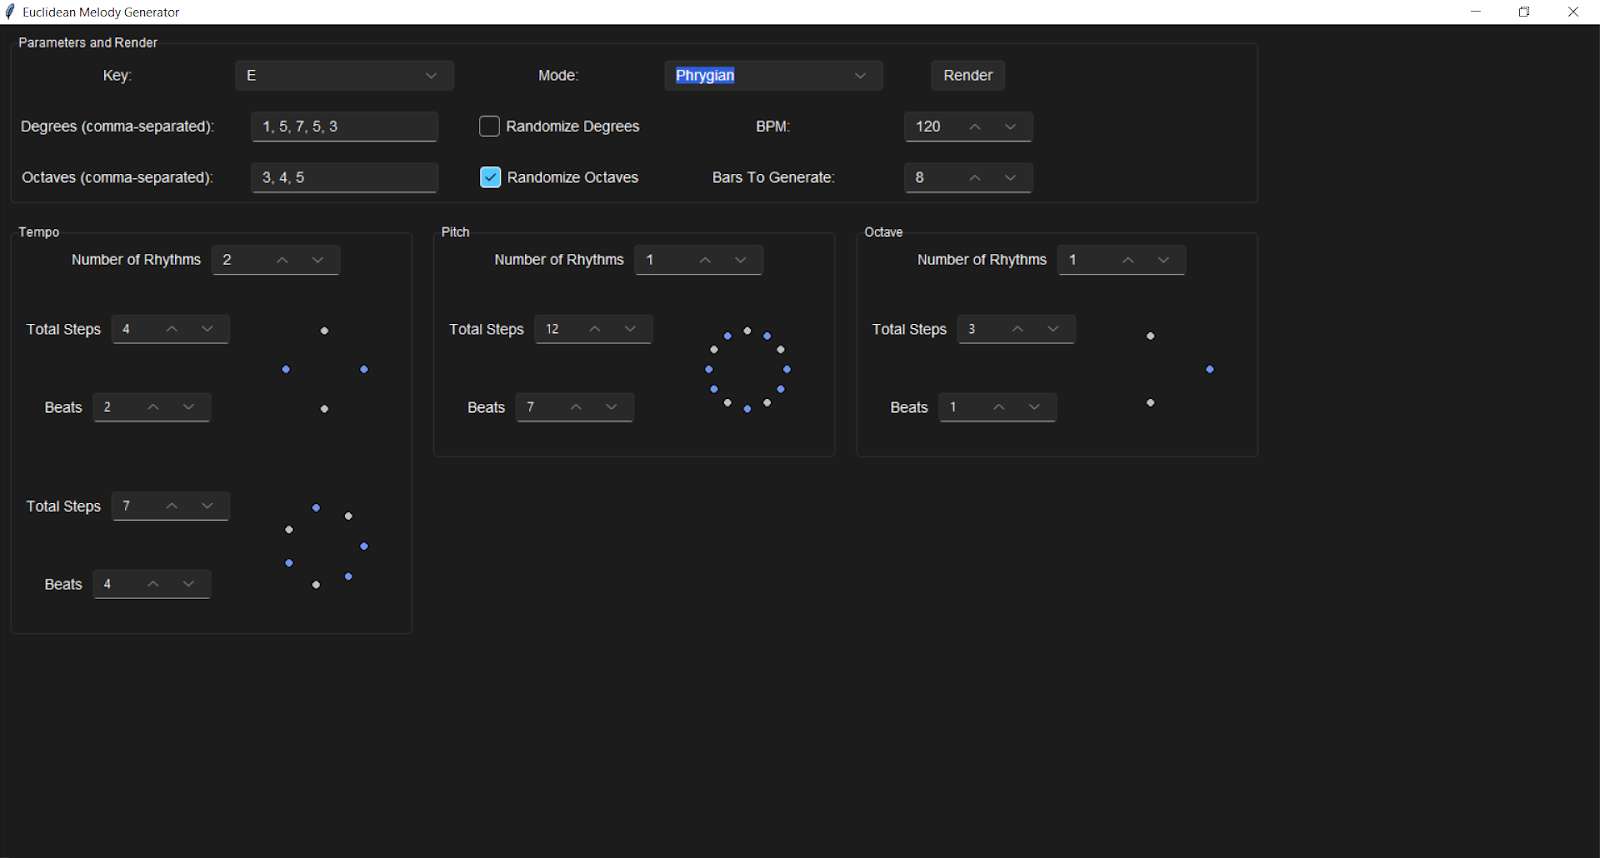 Euclidean Melody Generator
Parameters and Render
Key: E Mode: Phrygian Render
Degrees (comma-separated): 1, 5, 7, 5, 3 Randomize Degrees BPM: 120
Octaves (comma-separated): 3, 4, 5 Randomize Octaves Bars To Generate: 8
Tempo Pitch Octave
Number of Rhythms 2 Number of Rhythms 1 Number of Rhythms 1
Total Steps 4 Total Steps 12 Total Steps 3
Beats 2 Beats 7 Beats 1
Total Steps 7
Beats 4